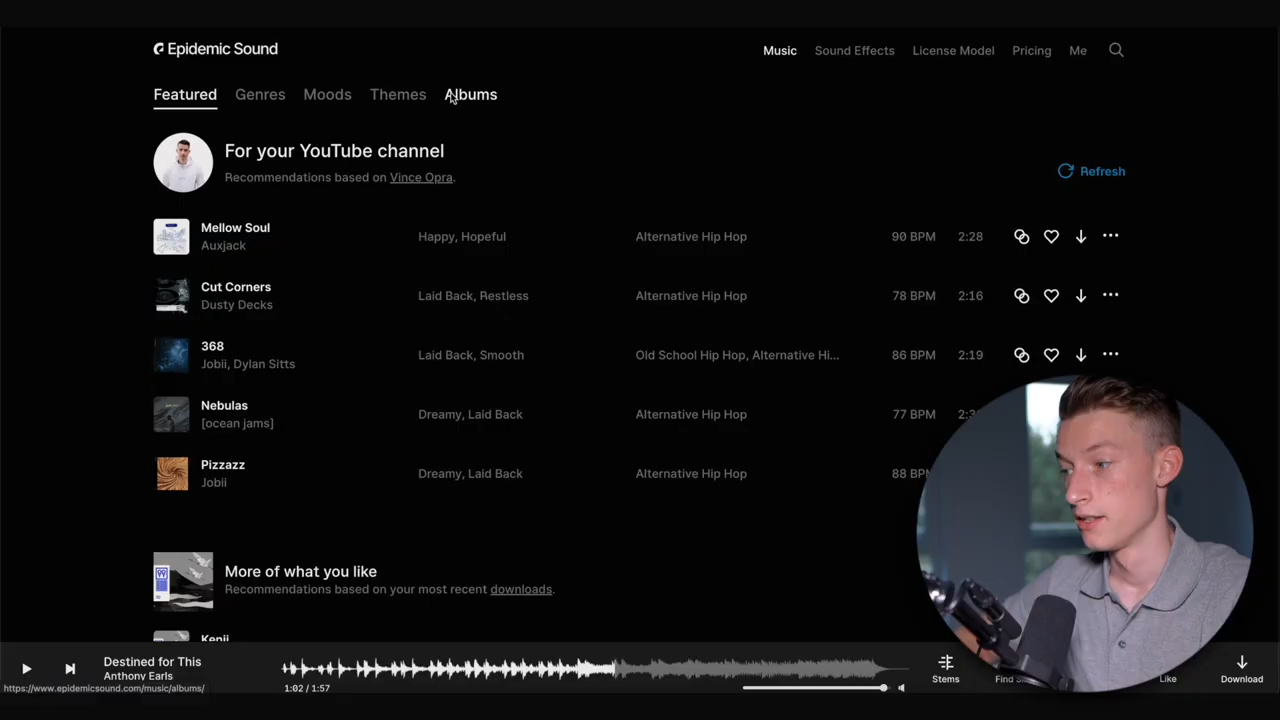 Epidemic Sound
Music Sound Effects License Model Pricing Me
Featured Genres Moods Themes Albums
For your YouTube channel
Recommendations based on Vince Opra.
Refresh
Mellow Soul
Auxjack
Happy, Hopeful
Alternative Hip Hop
90 BPM
2:28
Cut Corners
Dusty Decks
Laid Back, Restless
Alternative Hip Hop
78 BPM
2:16
368
Jobii, Dylan Sitts
Laid Back, Smooth
Old School Hip Hop, Alternative Hi...
86 BPM
2:19
Nebulas
[ocean jams]
Dreamy, Laid Back
Alternative Hip Hop
77 BPM
Pizzazz
Jobii
Dreamy, Laid Back
Alternative Hip Hop
88 BPM
More of what you like
Recommendations based on your most recent downloads.
Kenji
Destined for This
Anthony Earls
https://www.epidemicsound.com/music/albums/
1:02 / 1:57
Stems
Find
Like
Download